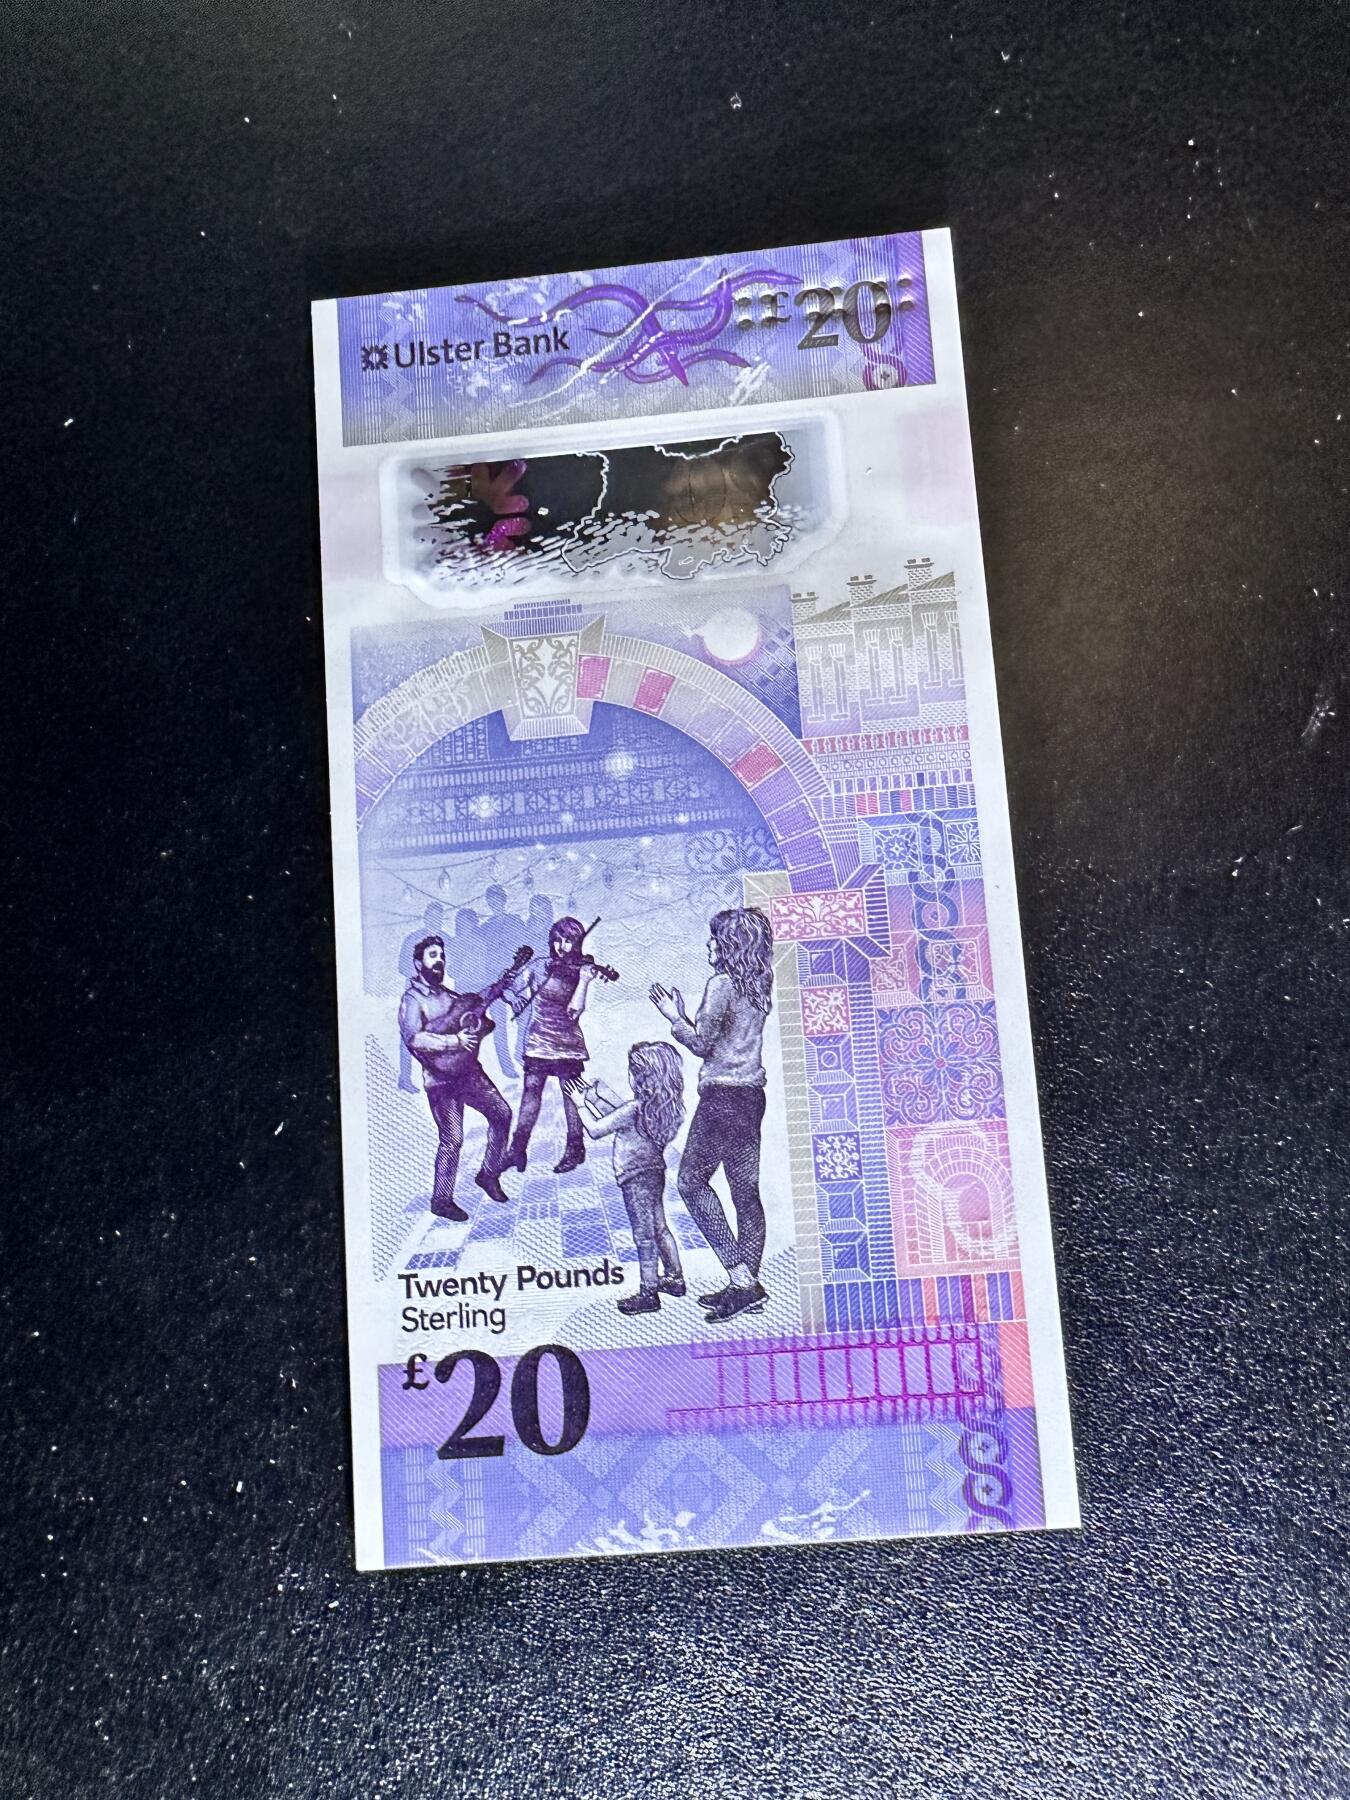 Ulster Bank
£20
Twenty Pounds
Sterling
£20